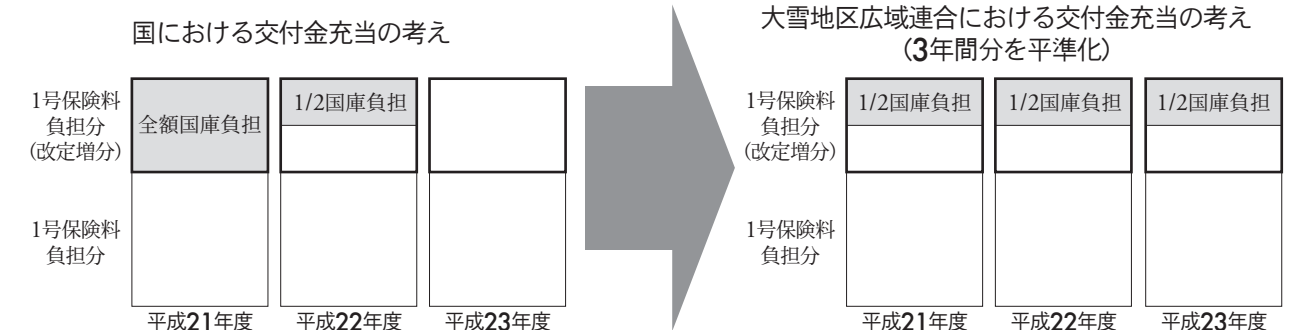 国における交付金充当の考え
1号保険料
負担分
(改定増分)
全額国庫負担
1/2国庫負担
1号保険料
負担分
平成21年度
平成22年度
平成23年度
大雪地区広域連合における交付金充当の考え
(3年間分を平準化)
1号保険料
負担分
(改定増分)
1/2国庫負担
1/2国庫負担
1/2国庫負担
1号保険料
負担分
平成21年度
平成22年度
平成23年度